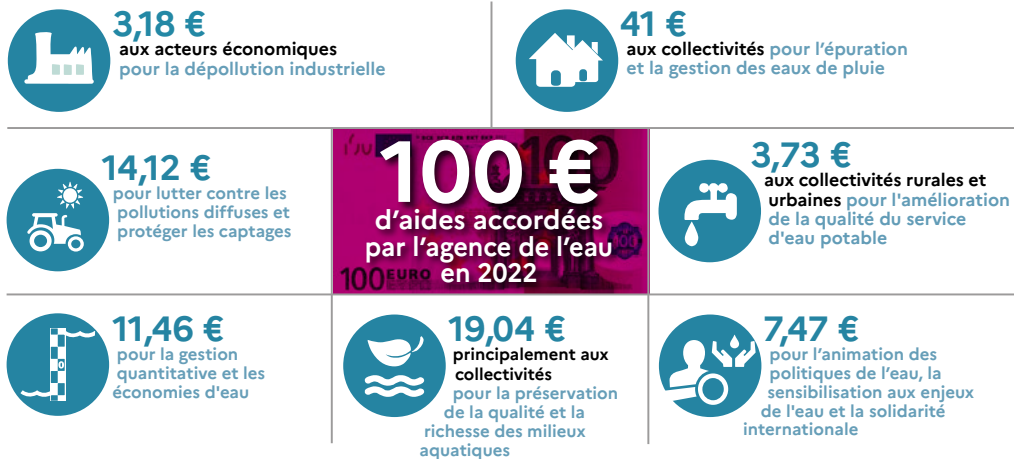 3,18 €
aux acteurs économiques
pour la dépollution industrielle
41 €
aux collectivités pour l'épuration
et la gestion des eaux de pluie
14,12 €
pour lutter contre les
pollutions diffuses et
protéger les captages
100 €
d'aides accordées
par l'agence de l'eau
en 2022
100 EURO
100
3,73 €
aux collectivités rurales et
urbaines pour l'amélioration
de la qualité du service
d'eau potable
11,46 €
pour la gestion
quantitative et les
économies d'eau
0
19,04 €
principalement aux
collectivités
pour la préservation
de la qualité et la
richesse des milieux
aquatiques
7,47 €
pour l'animation des
politiques de l'eau, la
sensibilisation aux enjeux
de l'eau et la solidarité
internationale